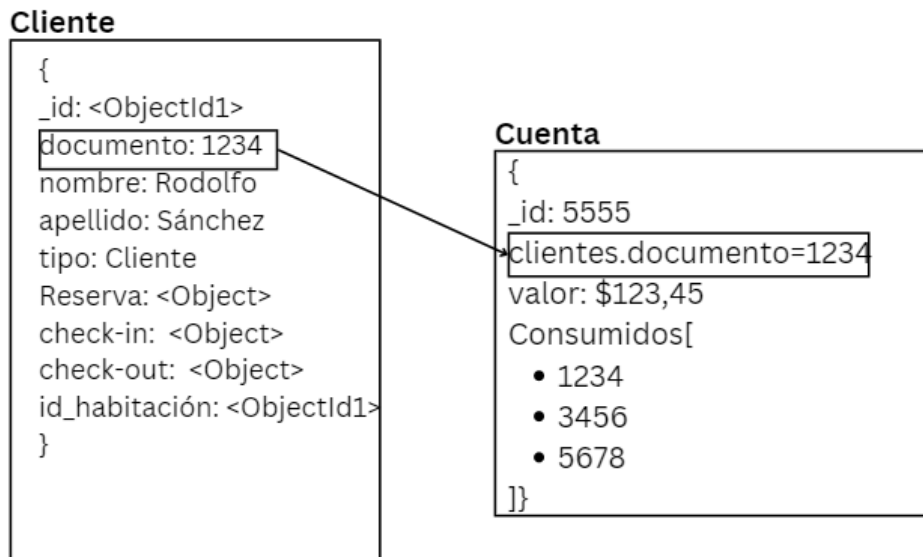 Cliente
{
_id: <ObjectId1>
documento: 1234
nombre: Rodolfo
apellido: Sánchez
tipo: Cliente
Reserva: <Object>
check-in:  <Object>
check-out:  <Object>
id_habitación: <ObjectId1>
}
Cuenta
{
_id: 5555
clientes.documento=1234
valor: $123,45
Consumidos[
• 1234
• 3456
• 5678
]}